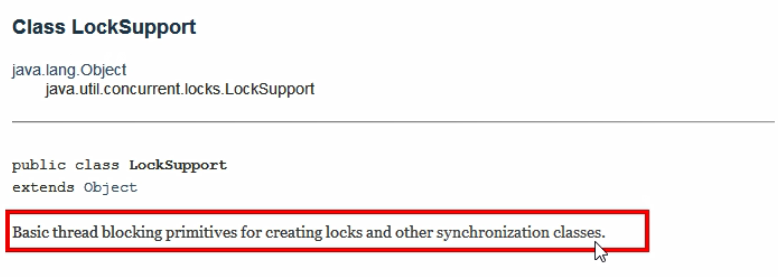 Class LockSupport
java.lang.Object
java.util.concurrent.locks.LockSupport
public class LockSupport
extends Object
Basic thread blocking primitives for creating locks and other synchronization classes.